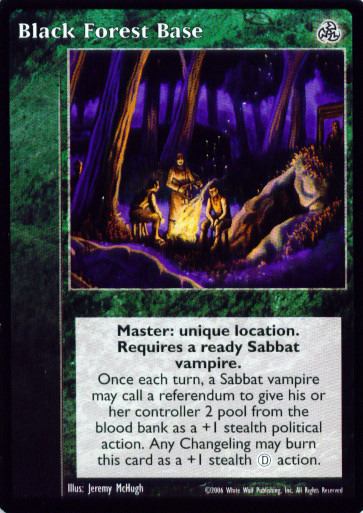 Black Forest Base
Master: unique location.
Requires a ready Sabbat
vampire.
Once each turn, a Sabbat vampire
may call a referendum to give his or
her controller 2 pool from the
blood bank as a +1 stealth political
action. Any Changeling may burn
this card as a +1 stealth Ⓓ action.
Illus: Jeremy McHugh
©2006 White Wolf Publishing, Inc. All Rights Reserved